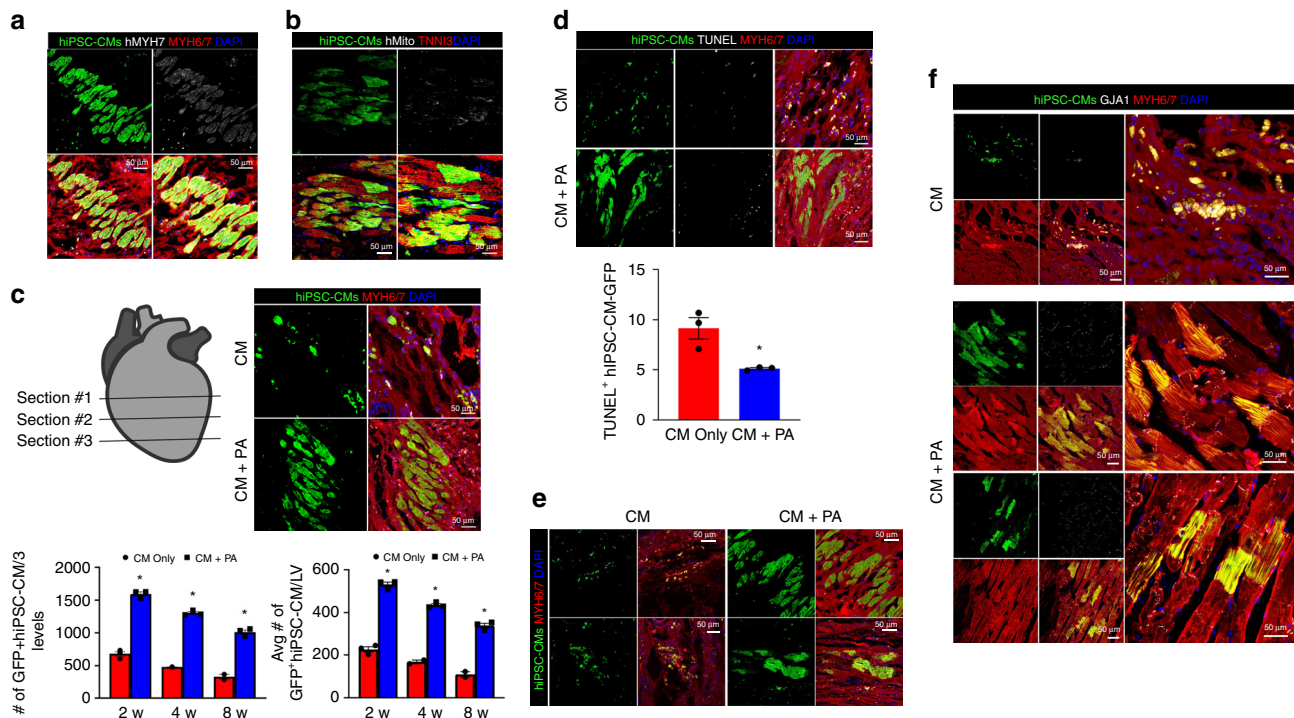 a
hiPSC-CMs hMYH7 MYH6/7 DAPI
50 μm
50 μm
b
hiPSC-CMs hMito TNNI3DAPI
50 μm
50 μm
c
Section #1
Section #2
Section #3
hiPSC-CMs MYH6/7 DAPI
CM
50 μm
CM + PA
50 μm
# of GFP+hiPSC-CM/3
levels
CM Only CM + PA
2000
1500
1000
500
0
*
*
*
2 w 4 w 8 w
Avg # of
GFP+hiPSC-CM/LV
CM Only CM + PA
600
400
200
0
*
*
*
2 w 4 w 8 w
d
hiPSC-CMs TUNEL MYH6/7 DAPI
CM
50 μm
CM + PA
50 μm
TUNEL+ hiPSC-CM-GFP
15
10
5
0
*
CM Only CM + PA
e
CM CM + PA
hiPSC-CMs MYH6/7 DAPI
50 μm
50 μm
50 μm
50 μm
f
hiPSC-CMs GJA1 MYH6/7 DAPI
CM
50 μm
50 μm
CM + PA
50 μm
50 μm
50 μm
50 μm